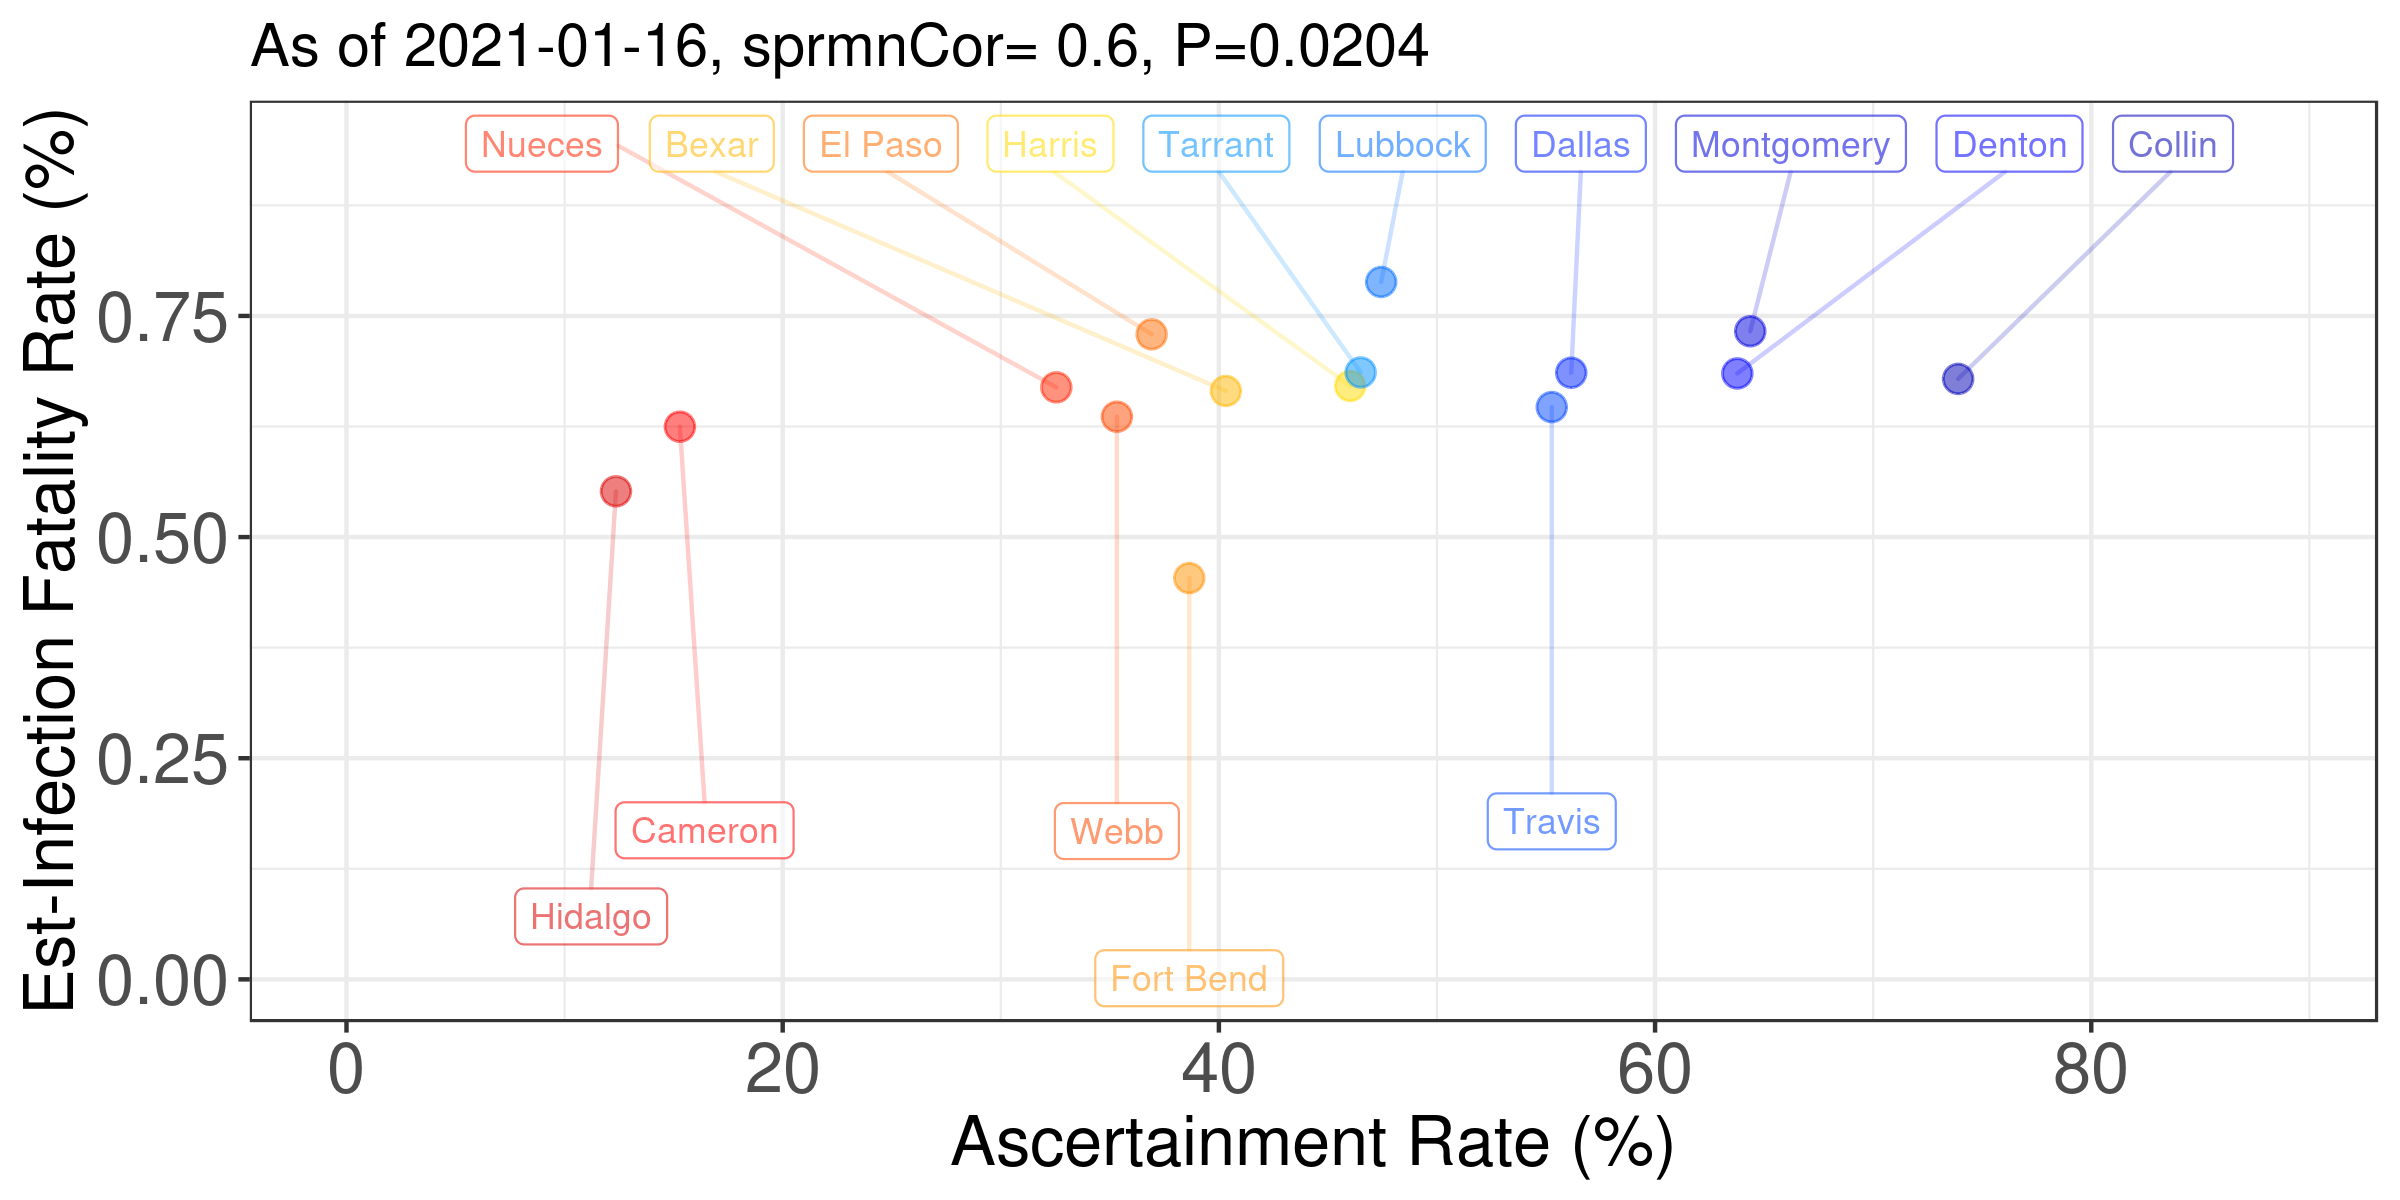 As of 2021-01-16, sprmnCor= 0.6, P=0.0204
Est-Infection Fatality Rate (%)
Nueces Bexar El Paso Harris Tarrant Lubbock Dallas Montgomery Denton Collin
0.75
0.50
0.25
Travis
Cameron Webb
Hidalgo
0.00 Fort Bend
0 20 40 60 80
Ascertainment Rate (%)